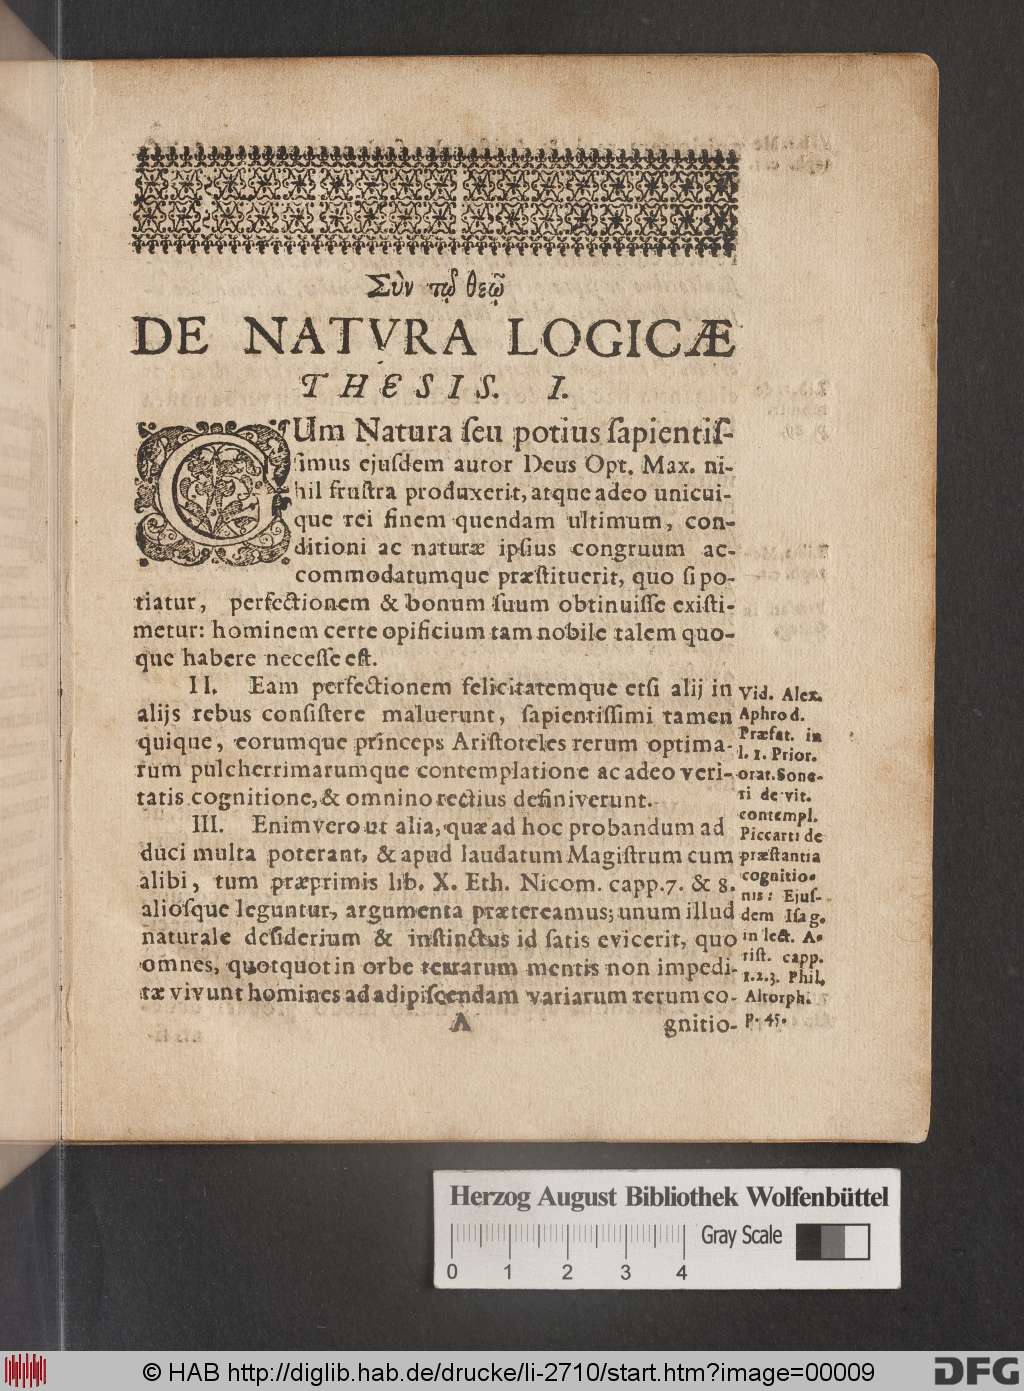 Σὺν τῷ θεῷ
DE NATVRA LOGICÆ
THESIS. I.
CUm Natura ſeu potius ſapientiſ-
ſimus ejuſdem autor Deus Opt. Max. ni-
hil fruſtra produxerit, atque adeo unicui-
que rei finem quendam ultimum, con-
ditioni ac naturæ ipſius congruum ac-
commodatumque præſtituerit, quo ſi po-
tiatur, perfectionem & bonum ſuum obtinuiſſe exiſti-
metur: hominem certe opificium tam nobile talem quo-
que habere neceſſe eſt.
II. Eam perfectionem felicitatemque etſi alij in
alijs rebus conſiſtere maluerunt, ſapientiſſimi tamen
quique, eorumque princeps Ariſtoteles rerum optima-
rum pulcherrimarumque contemplatione ac adeo veri-
tatis cognitione, & omnino rectius definiverunt.
III. Enimvero ut alia, quæ ad hoc probandum ad
duci multa poterant, & apud laudatum Magiſtrum cum
alibi, tum præprimis lib. X. Eth. Nicom. capp. 7. & 8.
alioſque leguntur, argumenta prætereamus; unum illud
naturale deſiderium & inſtinctus id ſatis evicerit, quo
omnes, quotquot in orbe terrarum mentis non impedi-
tæ vivunt homines ad adipiſcendam variarum rerum co-
A gnitio-
Vid. Alex.
Aphrod.
Præfat. in
l. 1. Prior.
orat. Sone-
ri de vit.
contempl.
Piccarti de
præſtantia
cognitio-
nis: Ejuſ-
dem Iſag.
in lect. A-
riſt. capp.
1.2.3. Phil.
Altorph.
p. 45.
Herzog August Bibliothek Wolfenbüttel
Gray Scale
0 1 2 3 4
© HAB http://diglib.hab.de/drucke/li-2710/start.htm?image=00009
DFG